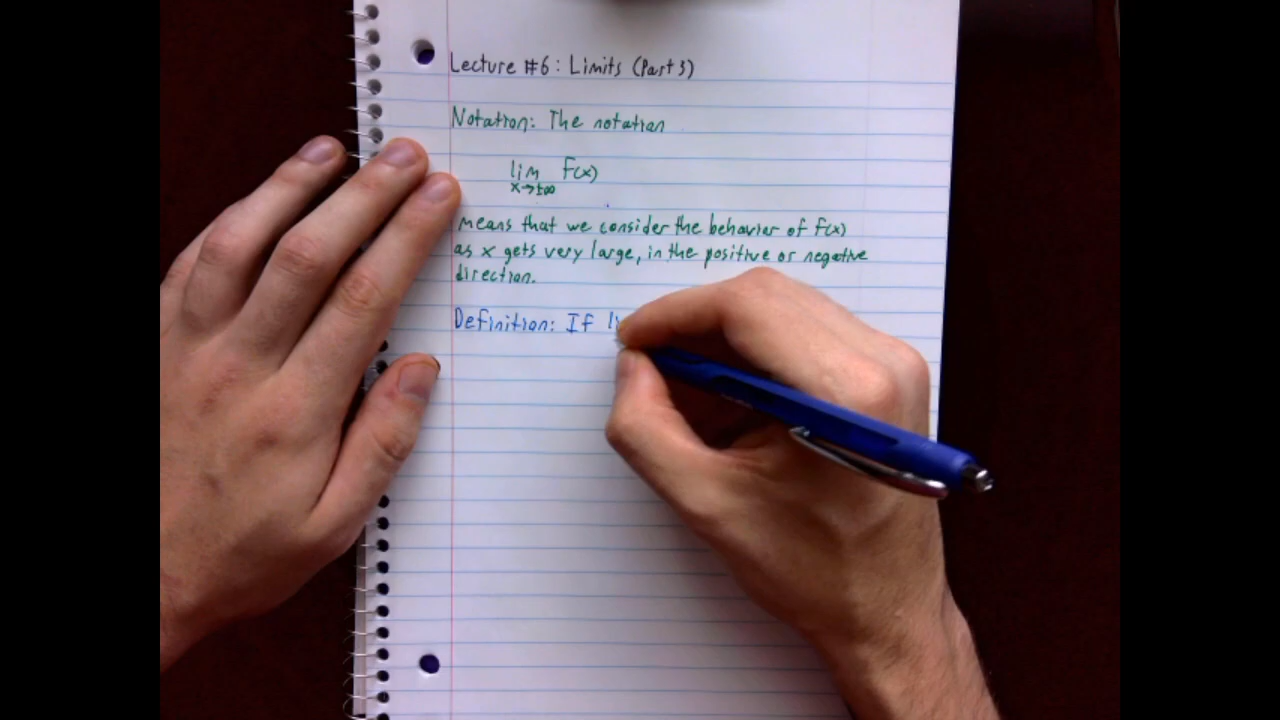 Lecture #6: Limits (Part 3)
Notation: The notation
lim f(x)
x→±∞
means that we consider the behavior of f(x)
as x gets very large, in the positive or negative
direction.
Definition: If li